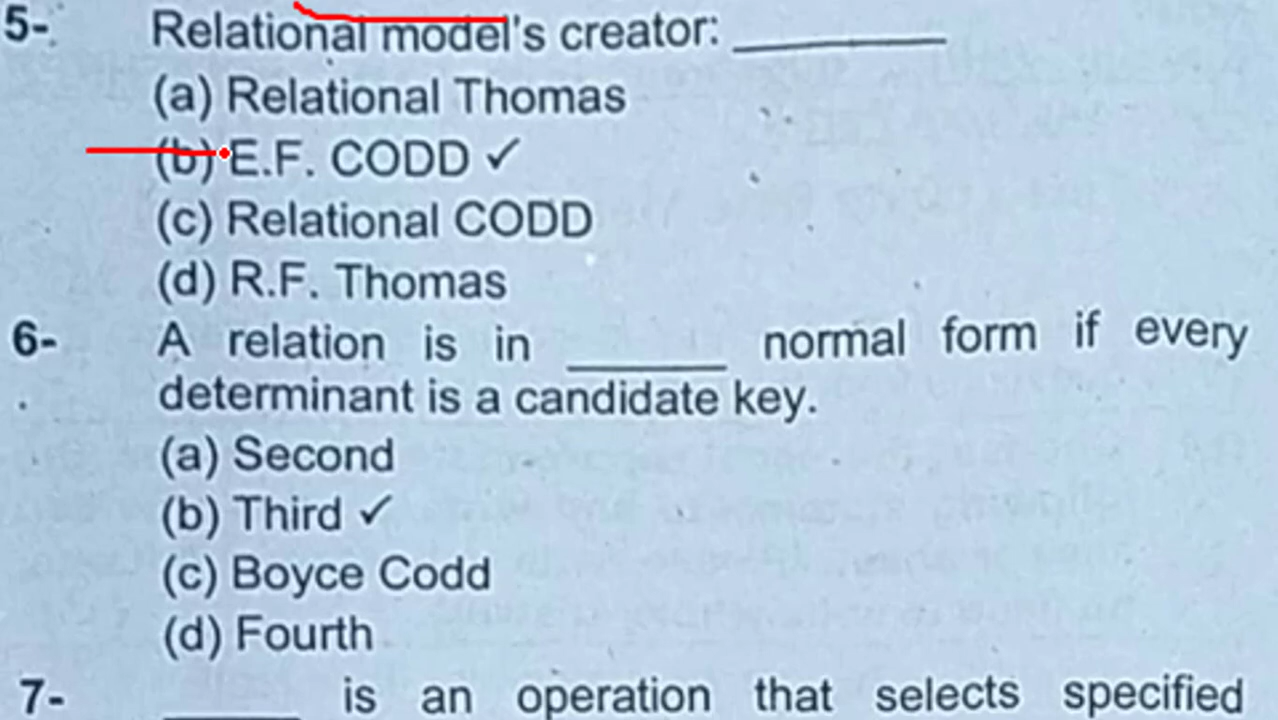 5- Relational model's creator: ________
(a) Relational Thomas
(b) E.F. CODD ✓
(c) Relational CODD
(d) R.F. Thomas
6- A relation is in ______ normal form if every
determinant is a candidate key.
(a) Second
(b) Third ✓
(c) Boyce Codd
(d) Fourth
7- _____ is an operation that selects specified